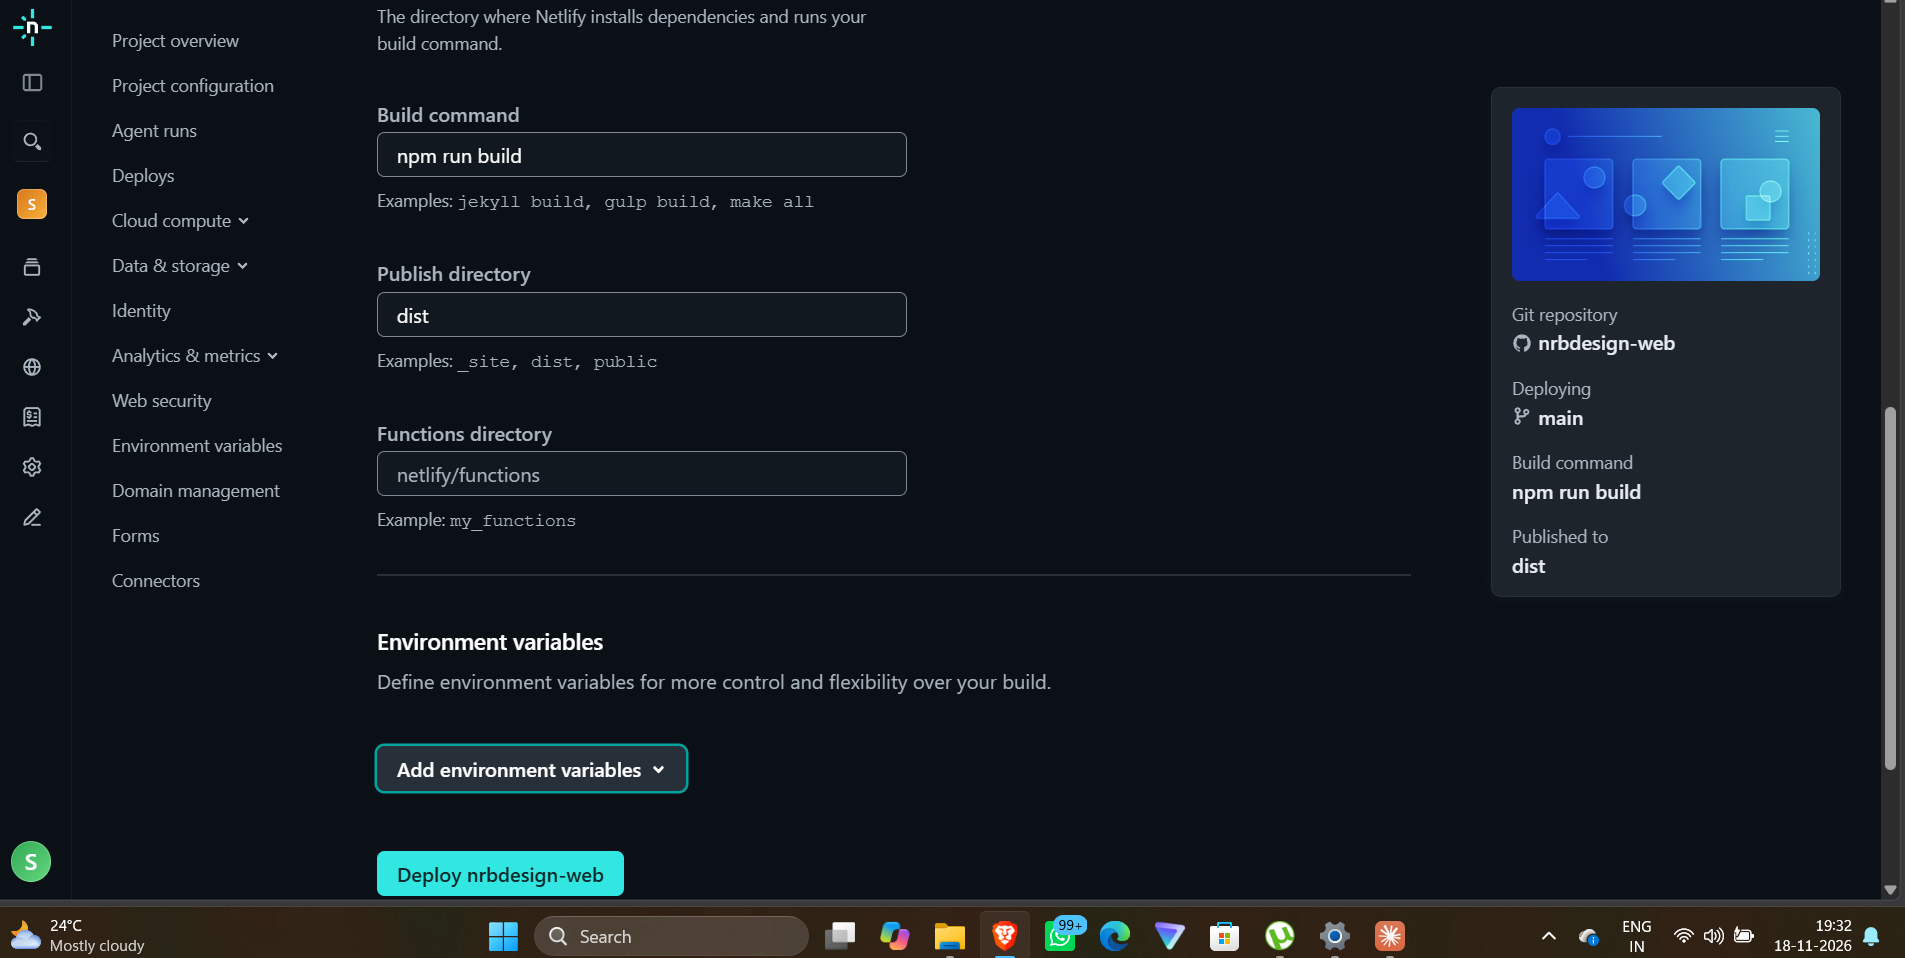 n
Project overview
Project configuration
Agent runs
Deploys
S
Cloud compute
Data & storage
Identity
Analytics & metrics
Web security
Environment variables
Domain management
Forms
Connectors
S
The directory where Netlify installs dependencies and runs your
build command.
Build command
npm run build
Examples: jekyll build, gulp build, make all
Publish directory
dist
Examples: _site, dist, public
Functions directory
netlify/functions
Example: my_functions
Environment variables
Define environment variables for more control and flexibility over your build.
Add environment variables
Deploy nrbdesign-web
Git repository
nrbdesign-web
Deploying
main
Build command
npm run build
Published to
dist
24°C
Mostly cloudy
Search
99+
ENG
IN
19:32
18-11-2026